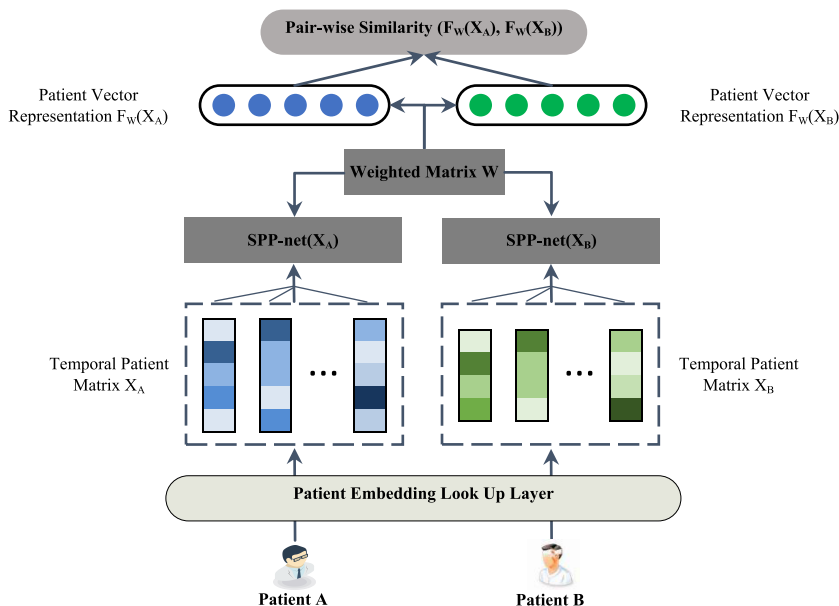 Pair-wise Similarity (F_W(X_A), F_W(X_B))
Patient Vector
Representation F_W(X_A)
Patient Vector
Representation F_W(X_B)
Weighted Matrix W
SPP-net(X_A)
SPP-net(X_B)
Temporal Patient
Matrix X_A
...
...
Temporal Patient
Matrix X_B
Patient Embedding Look Up Layer
Patient A
Patient B